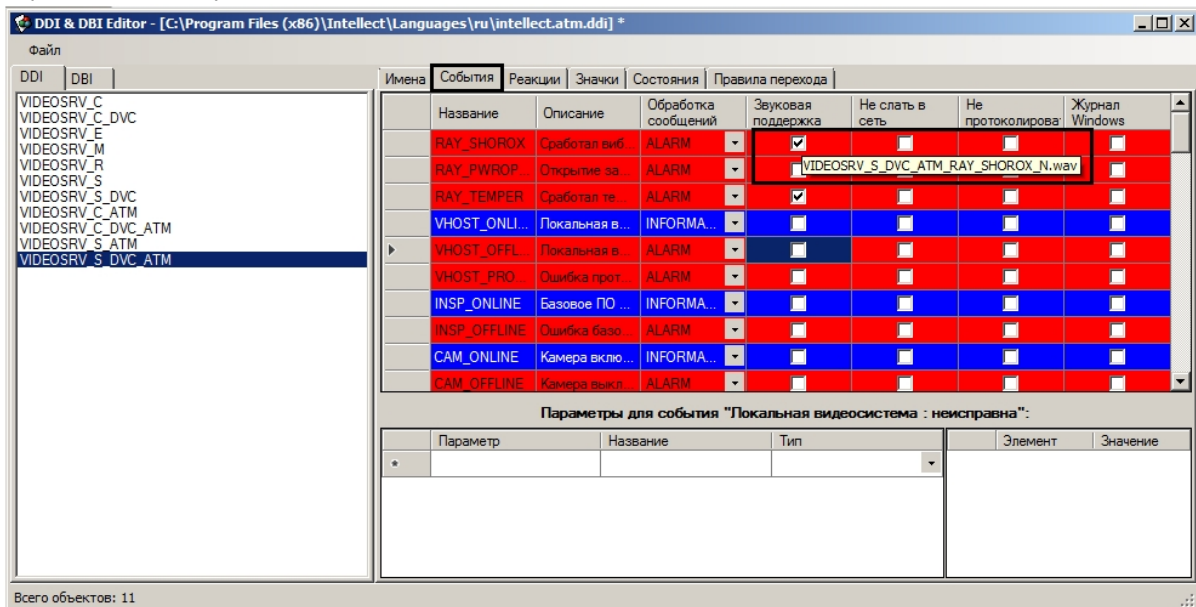 DDI & DBI Editor - [C:\Program Files (x86)\Intellect\Languages\ru\intellect.atm.ddi] *
Файл
DDI DBI
VIDEOSRV_C
VIDEOSRV_C_DVC
VIDEOSRV_E
VIDEOSRV_M
VIDEOSRV_R
VIDEOSRV_S
VIDEOSRV_S_DVC
VIDEOSRV_C_ATM
VIDEOSRV_C_DVC_ATM
VIDEOSRV_S_ATM
VIDEOSRV_S_DVC_ATM
Имена События Реакции Значки Состояния Правила перехода
Название Описание Обработка сообщений Звуковая поддержка Не слать в сеть Не протоколирова Журнал Windows
RAY_SHOROX Сработал виб... ALARM
VIDEOSRV_S_DVC_ATM_RAY_SHOROX_N.wav
RAY_PWROP... Открытие за... ALARM
RAY_TEMPER Сработал те... ALARM
VHOST_ONLI... Локальная в... INFORMA...
VHOST_OFFL... Локальная в... ALARM
VHOST_PRO... Ошибка прот... ALARM
INSP_ONLINE Базовое ПО ... INFORMA...
INSP_OFFLINE Ошибка базо... ALARM
CAM_ONLINE Камера вклю... INFORMA...
CAM_OFFLINE Камера выкл... ALARM
Параметры для события "Локальная видеосистема : неисправна":
Параметр Название Тип
Элемент Значение
Всего объектов: 11